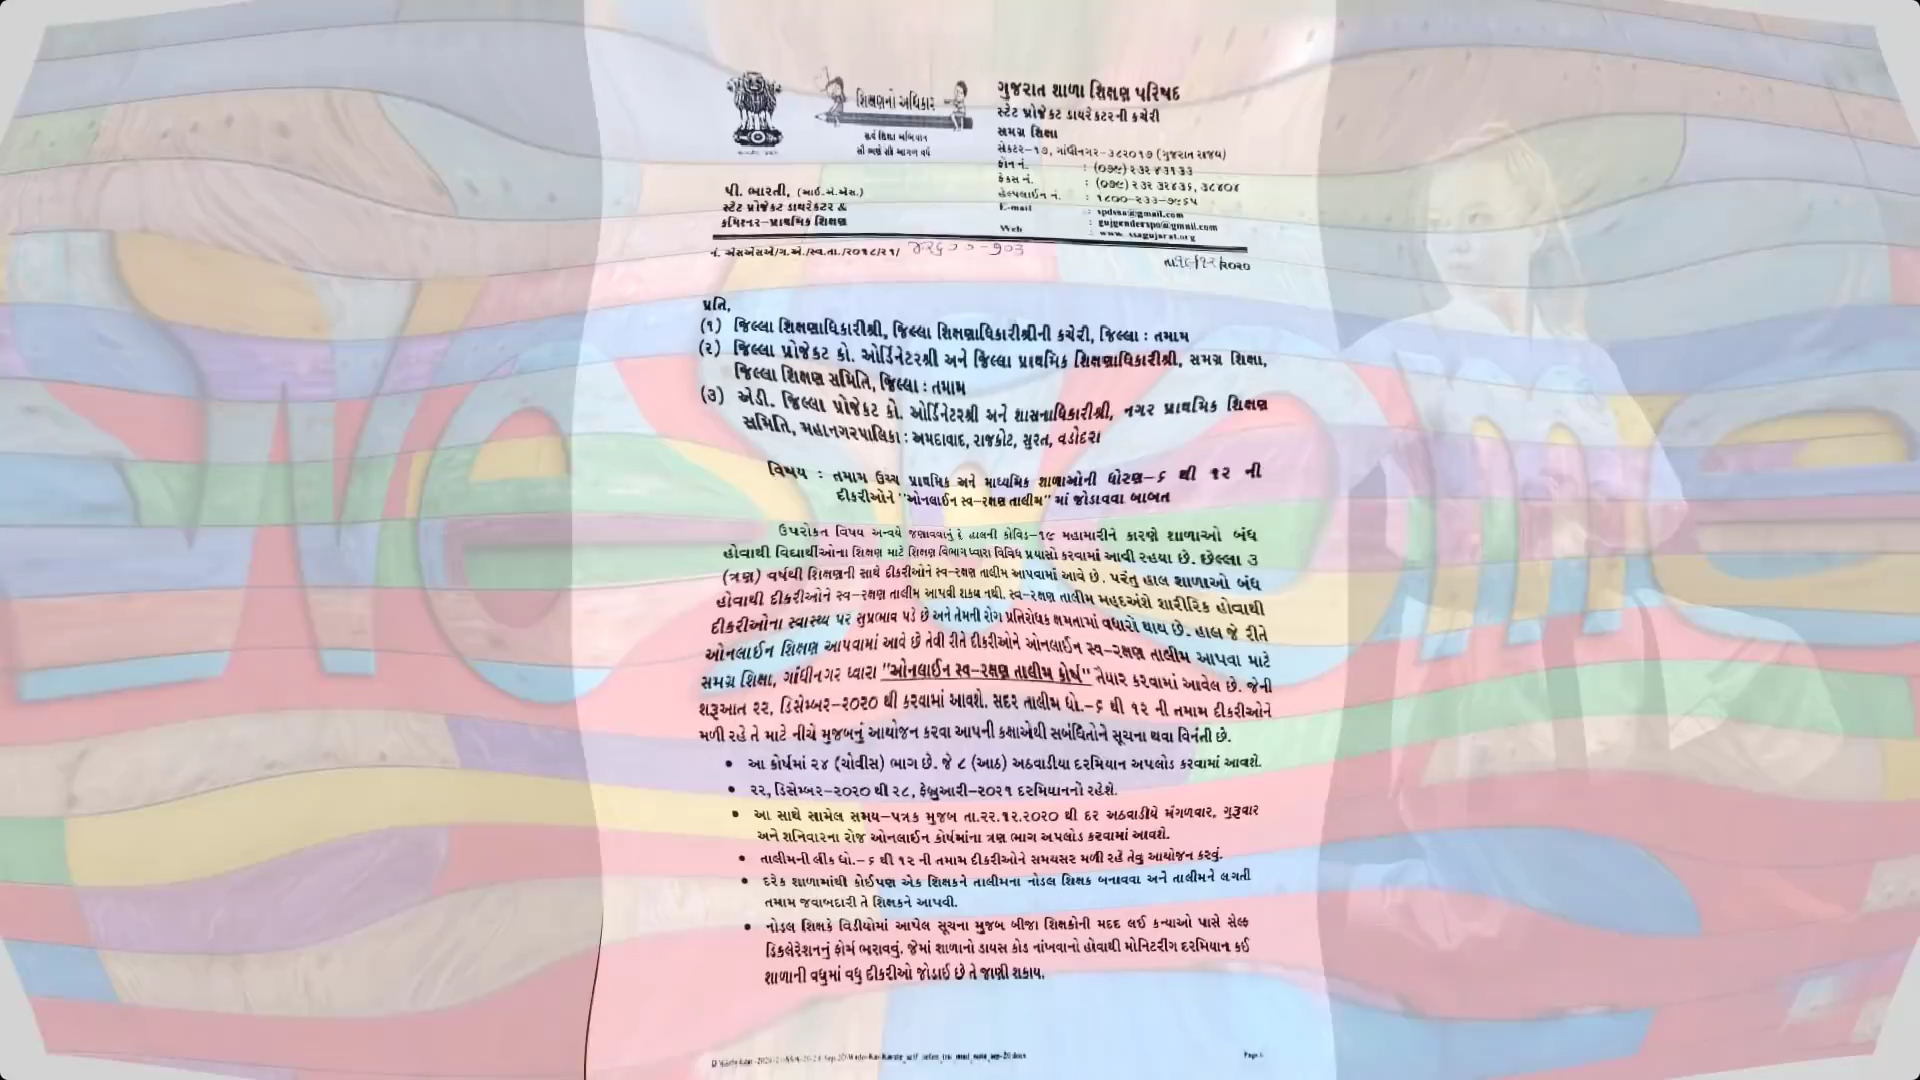 શિક્ષણનો અધિકાર
સર્વ શિક્ષા અભિયાન
સૌ ભણે સૌ આગળ વધે
ગુજરાત શાળા શિક્ષણ પરિષદ
સ્ટેટ પ્રોજેક્ટ ડાયરેકટરની કચેરી
સમગ્ર શિક્ષા
સેક્ટર-૧૭, ગાંધીનગર-૩૮૨૦૧૭ (ગુજરાત રાજ્ય)
ફોન નં. : (૦૭૯) ૨૩૨ ૪૩૧૩૩
ફેકસ નં. : (૦૭૯) ૨૩૨ ૩૨૪૩૬, ૩૮૪૦૪
હેલ્પલાઈન નં. : ૧૮૦૦-૨૩૩-૭૯૬૫
E-mail : spdssa@gmail.com
: gujgenderspo@gmail.com
Web : www. ssagujarat.org
પી. ભારતી, (આઈ.એ.એસ.)
સ્ટેટ પ્રોજેકટ ડાયરેકટર &
કમિશ્નર-પ્રાથમિક શિક્ષણ
નં. એસએસએ/ગ.એ./સ્વ.તા./૨૦૧૮/૨૧/
/૨૦૨૦
પ્રતિ,
(૧) જિલ્લા શિક્ષણાધિકારીશ્રી, જિલ્લા શિક્ષણાધિકારીશ્રીની કચેરી, જિલ્લા : તમામ
(૨) જિલ્લા પ્રોજેકટ કો. ઓર્ડિનેટરશ્રી અને જિલ્લા પ્રાથમિક શિક્ષણાધિકારીશ્રી, સમગ્ર શિક્ષા,
જિલ્લા શિક્ષણ સમિતિ, જિલ્લા : તમામ
(૩) એડી. જિલ્લા પ્રોજેકટ કો. ઓર્ડિનેટરશ્રી અને શાસનાધિકારીશ્રી, નગર પ્રાથમિક શિક્ષણ
સમિતિ, મહાનગરપાલિકા : અમદાવાદ, રાજકોટ, સુરત, વડોદરા
વિષય : તમામ ઉચ્ચ પ્રાથમિક અને માધ્યમિક શાળાઓની ધોરણ-૬ થી ૧૨ ની
દીકરીઓને "ઓનલાઈન સ્વ-રક્ષણ તાલીમ" માં જોડાવવા બાબત
ઉપરોકત વિષય અન્વયે જણાવવાનું કે હાલની કોવિડ-૧૯ મહામારીને કારણે શાળાઓ બંધ
હોવાથી વિદ્યાર્થીઓના શિક્ષણ માટે શિક્ષણ વિભાગ ધ્વારા વિવિધ પ્રયાસો કરવામાં આવી રહયા છે. છેલ્લા ૩
(ત્રણ) વર્ષથી શિક્ષણની સાથે દીકરીઓને સ્વ-રક્ષણ તાલીમ આપવામાં આવે છે. પરંતુ હાલ શાળાઓ બંધ
હોવાથી દીકરીઓને સ્વ-રક્ષણ તાલીમ આપવી શકય નથી. સ્વ-રક્ષણ તાલીમ મહદઅંશે શારીરિક હોવાથી
દીકરીઓના સ્વાસ્થ્ય પર સુપ્રભાવ પડે છે અને તેમની રોગ પ્રતિરોધક ક્ષમતામાં વધારો થાય છે. હાલ જે રીતે
ઓનલાઈન શિક્ષણ આપવામાં આવે છે તેવી રીતે દીકરીઓને ઓનલાઈન સ્વ-રક્ષણ તાલીમ આપવા માટે
સમગ્ર શિક્ષા, ગાંધીનગર ધ્વારા "ઓનલાઈન સ્વ-રક્ષણ તાલીમ કોર્ષ" તૈયાર કરવામાં આવેલ છે. જેની
શરૂઆત ૨૨, ડિસેમ્બર-૨૦૨૦ થી કરવામાં આવશે. સદર તાલીમ ધો.-૬ થી ૧૨ ની તમામ દીકરીઓને
મળી રહે તે માટે નીચે મુજબનું આયોજન કરવા આપની કક્ષાએથી સબંધિતોને સૂચના થવા વિનંતી છે.
• આ કોર્ષમાં ૨૪ (ચોવીસ) ભાગ છે. જે ૮ (આઠ) અઠવાડીયા દરમિયાન અપલોડ કરવામાં આવશે.
• ૨૨, ડિસેમ્બર-૨૦૨૦ થી ૨૮, ફેબ્રુઆરી-૨૦૨૧ દરમિયાનનો રહેશે.
• આ સાથે સામેલ સમય-પત્રક મુજબ તા.૨૨.૧૨.૨૦૨૦ થી દર અઠવાડીયે મંગળવાર, ગુરૂવાર
અને શનિવારના રોજ ઓનલાઈન કોર્ષમાંના ત્રણ ભાગ અપલોડ કરવામાં આવશે.
• તાલીમની લીંક ધો.-૬ થી ૧૨ ની તમામ દીકરીઓને સમયસર મળી રહે તેવુ આયોજન કરવું.
• દરેક શાળામાંથી કોઈપણ એક શિક્ષકને તાલીમના નોડલ શિક્ષક બનાવવા અને તાલીમને લગતી
તમામ જવાબદારી તે શિક્ષકને આપવી.
• નોડલ શિક્ષકે વિડીયોમાં આપેલ સૂચના મુજબ બીજા શિક્ષકોની મદદ લઈ કન્યાઓ પાસે સેલ્ફ
ડિકલેરેશનનું ફોર્મ ભરાવવું. જેમાં શાળાનો ડાયસ કોડ નાંખવાનો હોવાથી મોનિટરીંગ દરમિયાન કઈ
શાળાની વધુમાં વધુ દીકરીઓ જોડાઈ છે તે જાણી શકાય.
Welcome